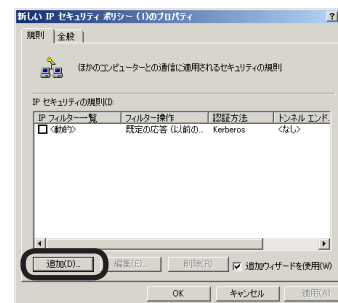 新しい IP セキュリティ ポリシー (1)のプロパティ
規則 全般
ほかのコンピューターとの通信に適用されるセキュリティの規則
IP セキュリティの規則(I):
IP フィルター一覧 フィルター操作 認証方法 トンネル エンド
<動的> 既定の応答 (以前の... Kerberos <なし>
追加(D)... 編集(E)... 削除(R) 追加ウィザードを使用(W)
OK キャンセル 適用(A)